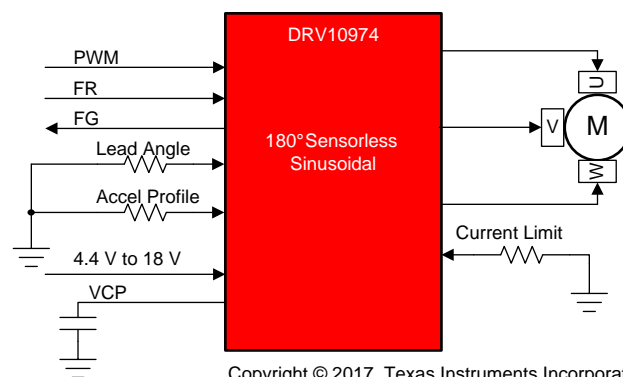 DRV10974
PWM
FR
FG
Lead Angle
Accel Profile
4.4 V to 18 V
VCP
180°Sensorless
Sinusoidal
U
V
M
W
Current Limit
Copyright © 2017, Texas Instruments Incorporat